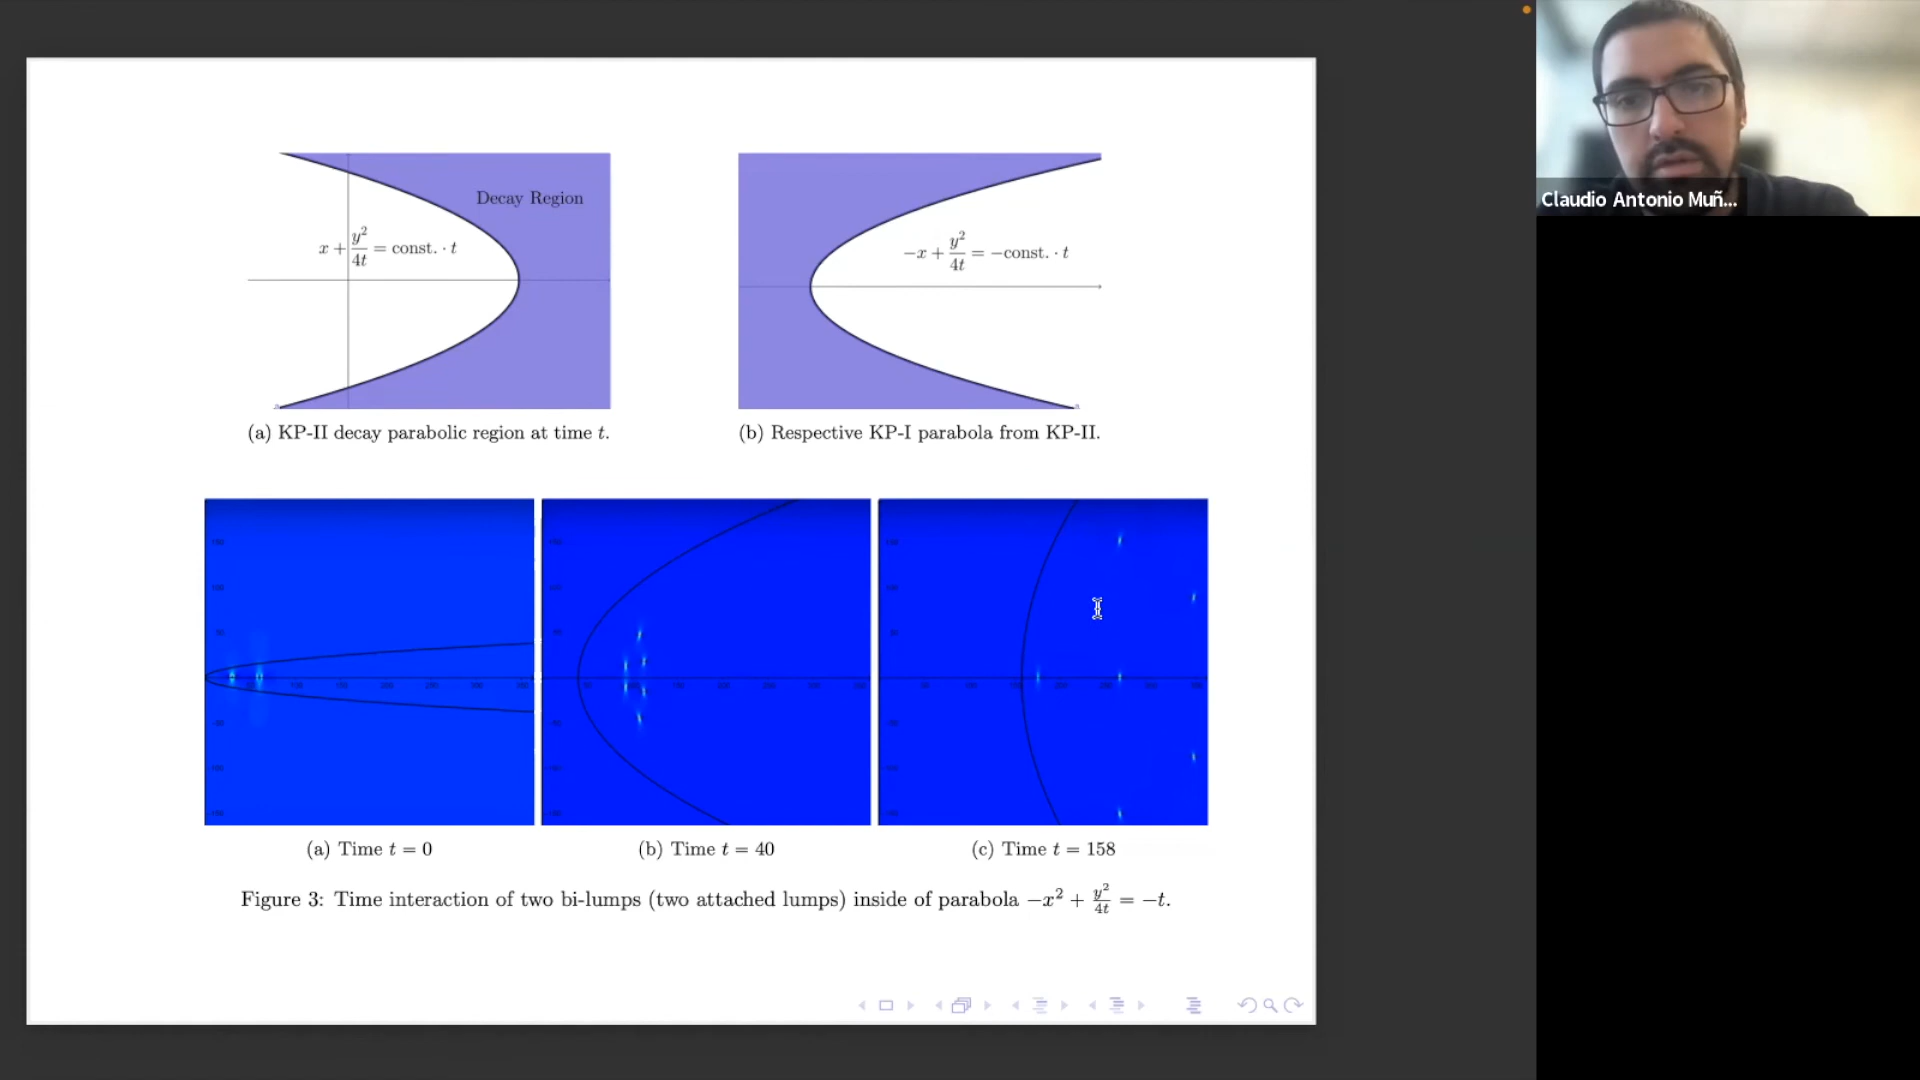 Claudio Antonio Muñ...
Decay Region
x + y²/4t = const. · t
−x + y²/4t = −const. · t
(a) KP-II decay parabolic region at time t.
(b) Respective KP-I parabola from KP-II.
(a) Time t = 0
(b) Time t = 40
(c) Time t = 158
Figure 3: Time interaction of two bi-lumps (two attached lumps) inside of parabola −x² + y²/4t = −t.